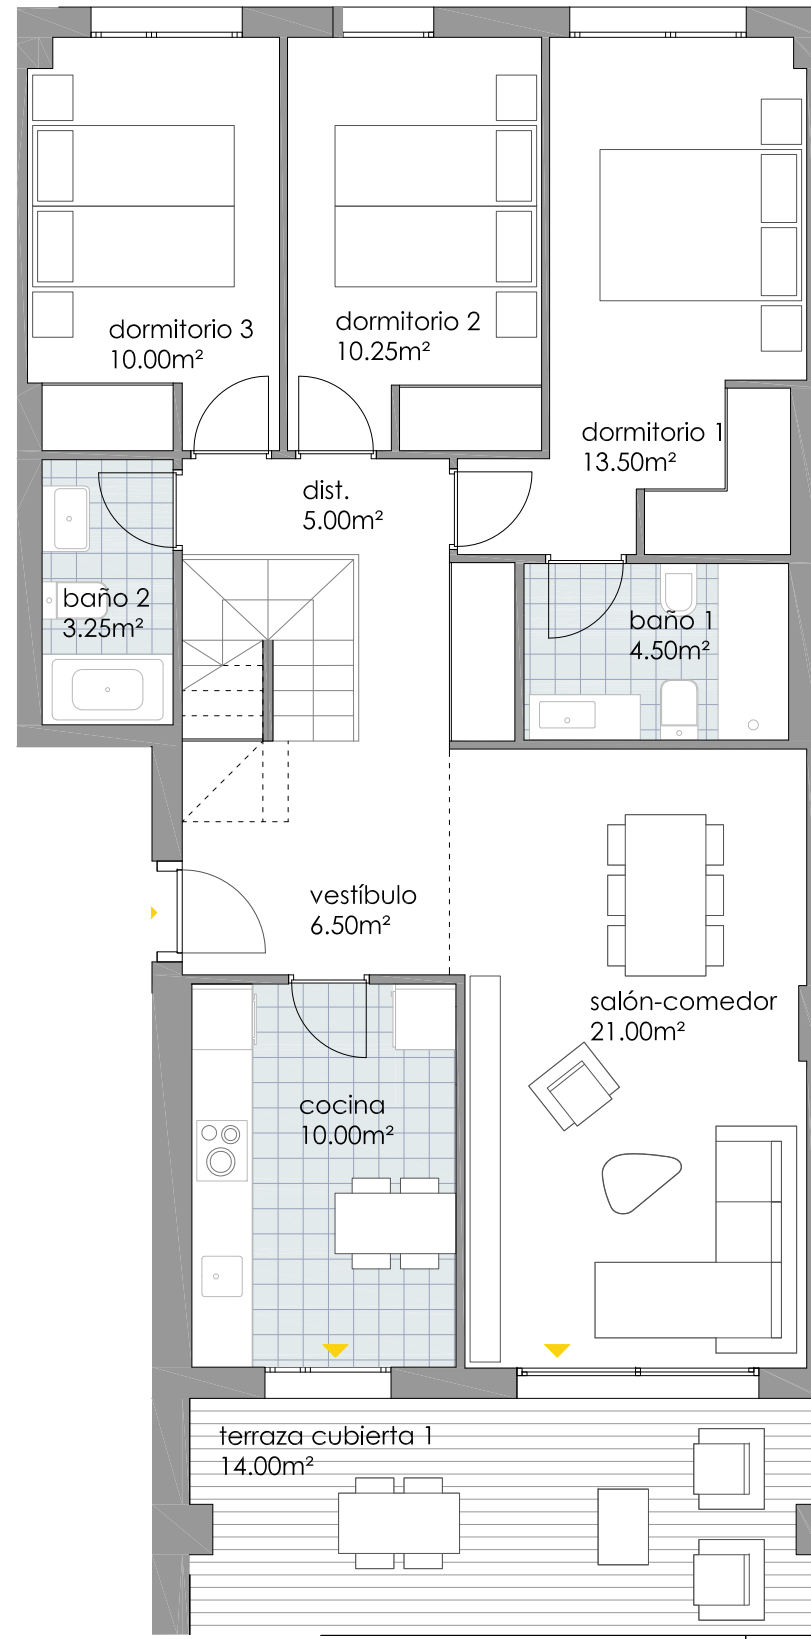 dormitorio 3
10.00m²
dormitorio 2
10.25m²
dormitorio 1
13.50m²
dist.
5.00m²
baño 2
3.25m²
baño 1
4.50m²
vestíbulo
6.50m²
salón-comedor
21.00m²
cocina
10.00m²
terraza cubierta 1
14.00m²